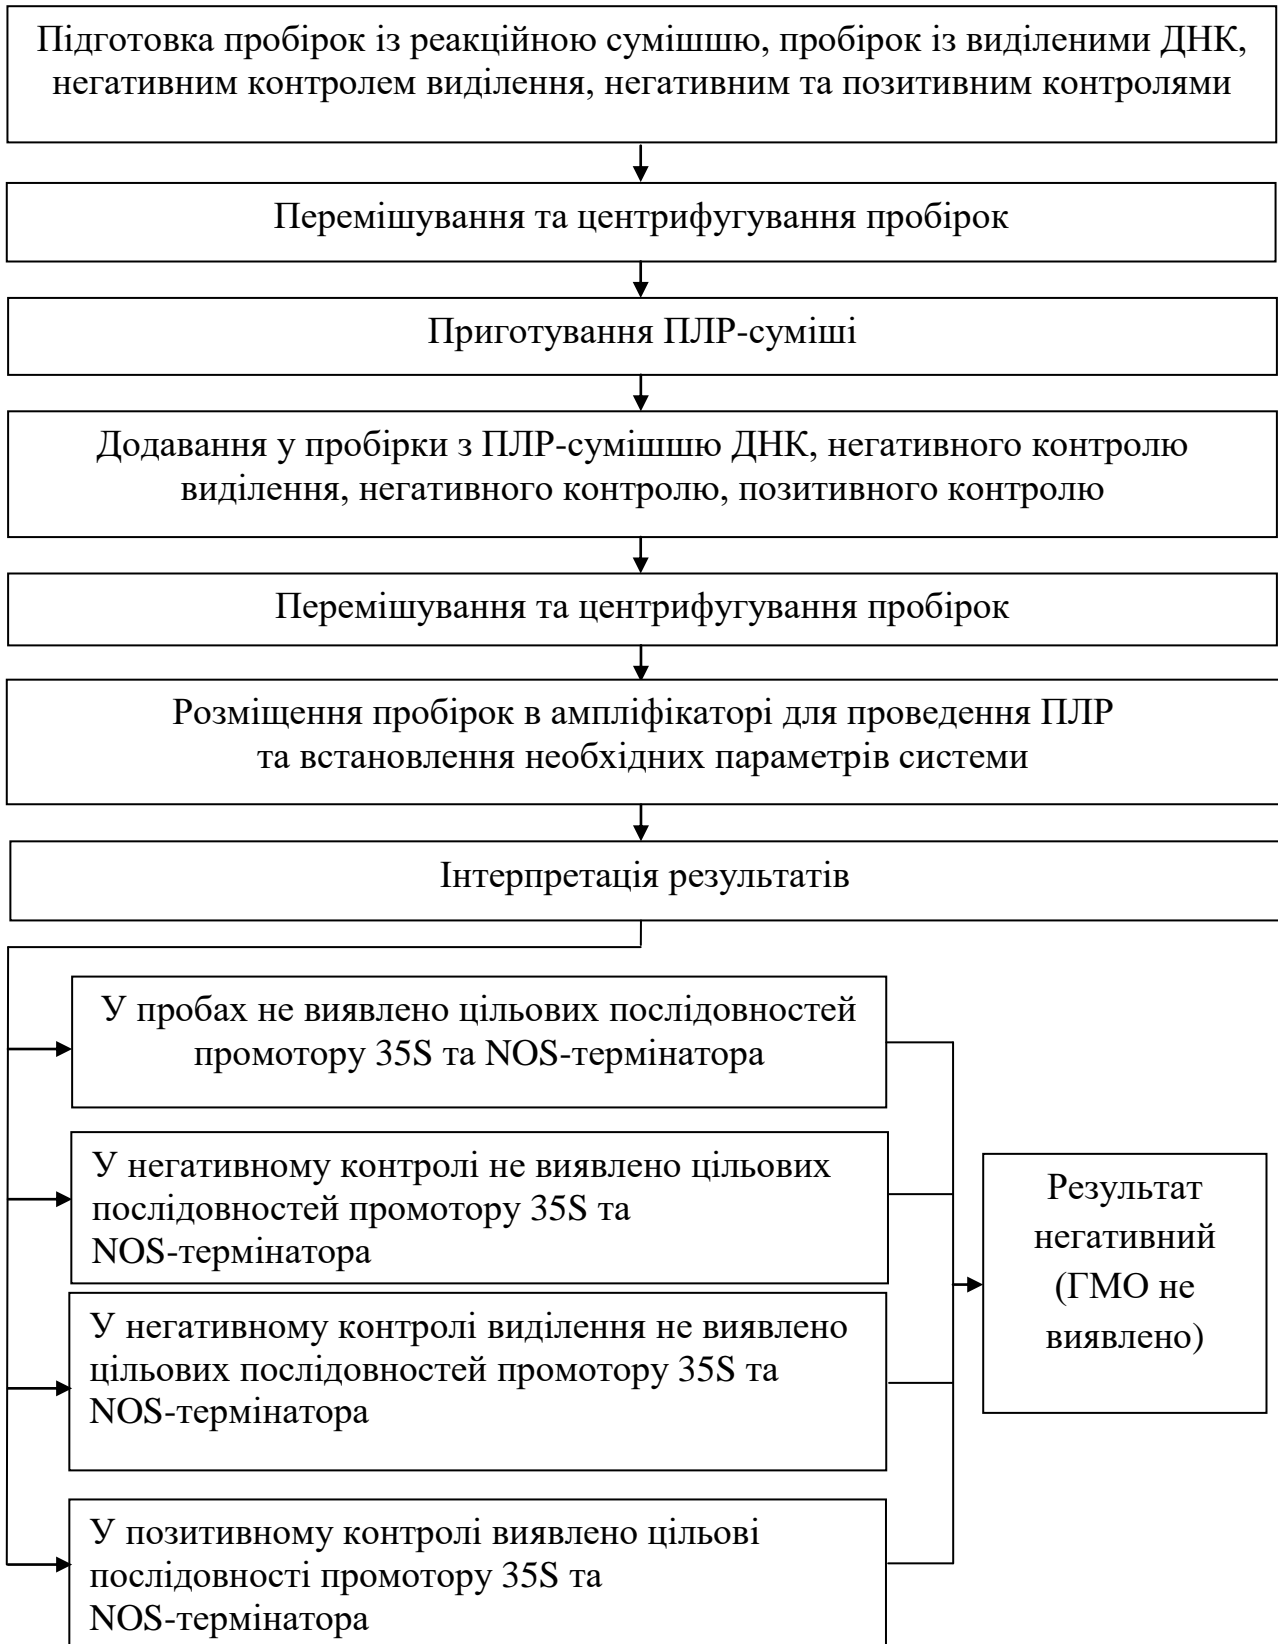 Підготовка пробірок із реакційною сумішшю, пробірок із виділеними ДНК,
негативним контролем виділення, негативним та позитивним контролями
Перемішування та центрифугування пробірок
Приготування ПЛР-суміші
Додавання у пробірки з ПЛР-сумішшю ДНК, негативного контролю
виділення, негативного контролю, позитивного контролю
Перемішування та центрифугування пробірок
Розміщення пробірок в ампліфікаторі для проведення ПЛР
та встановлення необхідних параметрів системи
Інтерпретація результатів
У пробах не виявлено цільових послідовностей
промотору 35S та NOS-термінатора
У негативному контролі не виявлено цільових
послідовностей промотору 35S та
NOS-термінатора
У негативному контролі виділення не виявлено
цільових послідовностей промотору 35S та
NOS-термінатора
У позитивному контролі виявлено цільові
послідовності промотору 35S та
NOS-термінатора
Результат
негативний
(ГМО не
виявлено)